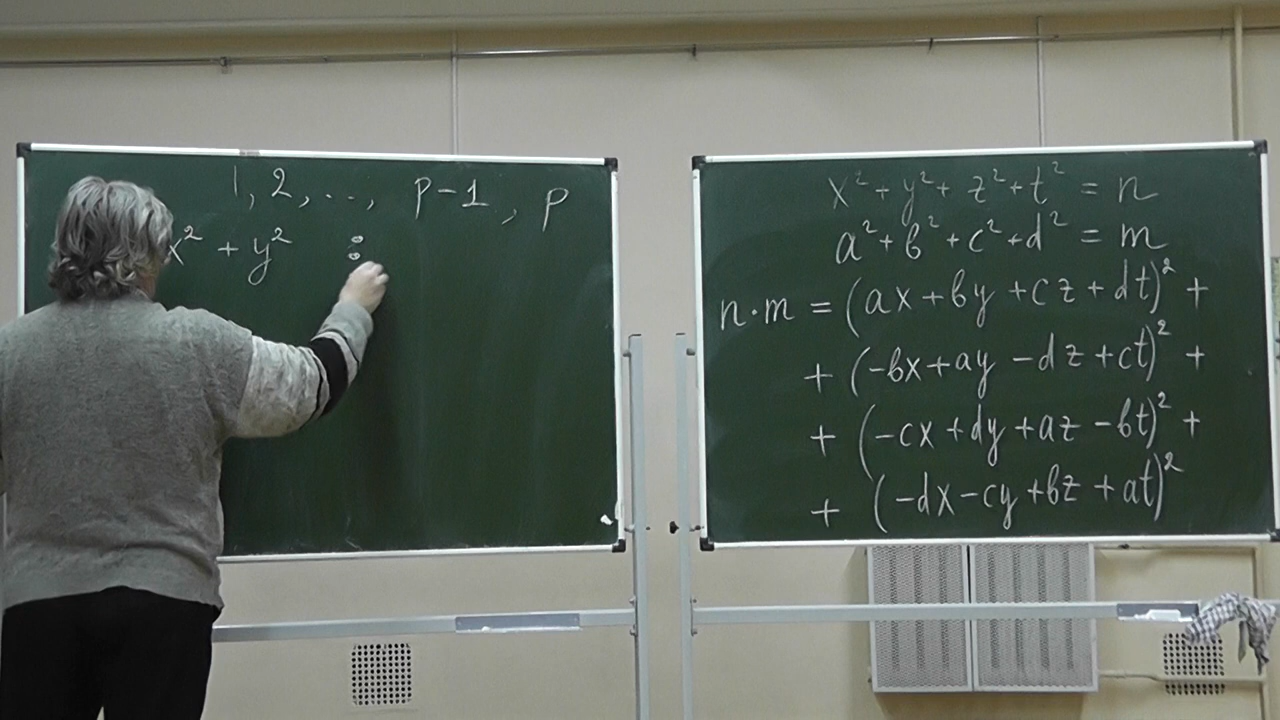 1, 2, ..., p-1, p
x² + y² ⋮
x² + y² + z² + t² = n
a² + b² + c² + d² = m
n·m = (ax + by + cz + dt)² +
+ (-bx + ay - dz + ct)² +
+ (-cx + dy + az - bt)² +
+ (-dx - cy + bz + at)²